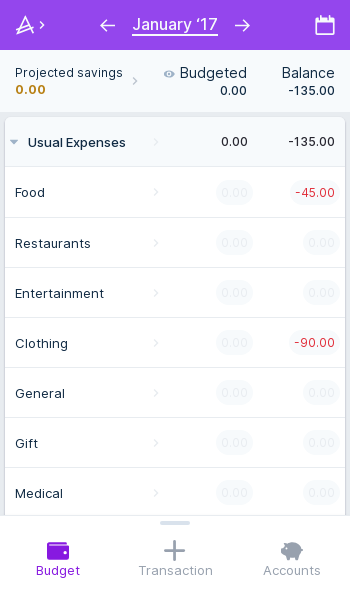 January ‘17
Projected savings Budgeted Balance
0.00 0.00 -135.00
Usual Expenses 0.00 -135.00
Food 0.00 -45.00
Restaurants 0.00 0.00
Entertainment 0.00 0.00
Clothing 0.00 -90.00
General 0.00 0.00
Gift 0.00 0.00
Medical 0.00 0.00
Budget Transaction Accounts